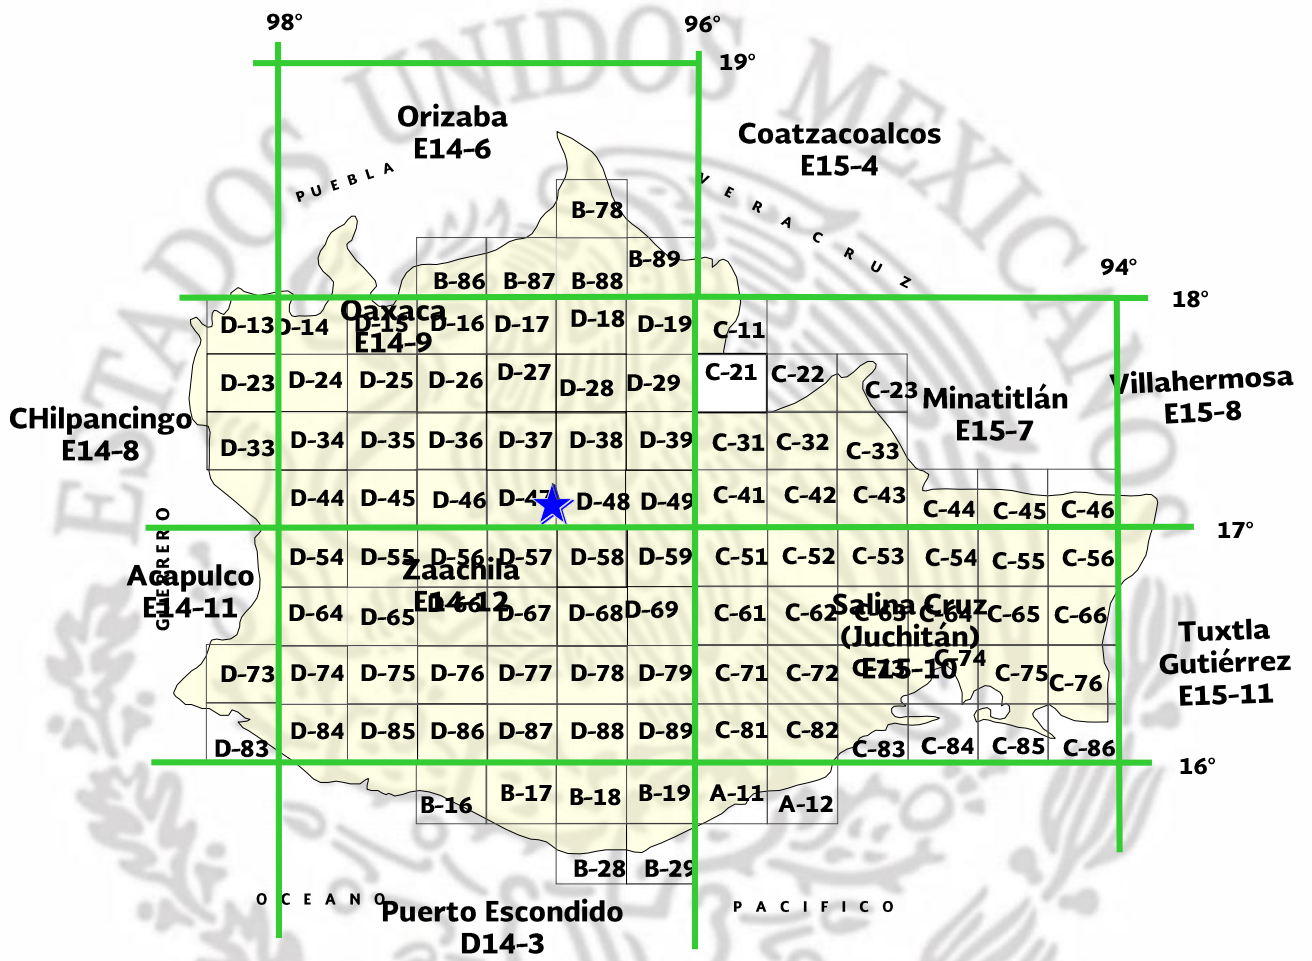 98°
96°
19°
Orizaba
E14-6
Coatzacoalcos
E15-4
PUEBLA
VERACRUZ
ESTADOS UNIDOS MEXICANOS
B-78
B-86 B-87 B-88 B-89
94°
18°
D-13 D-14 D-15 D-16 D-17 D-18 D-19 C-11
Oaxaca
E14-9
D-23 D-24 D-25 D-26 D-27 D-28 D-29 C-21 C-22 C-23
Minatitlán
E15-7
Villahermosa
E15-8
CHilpancingo
E14-8
D-33 D-34 D-35 D-36 D-37 D-38 D-39 C-31 C-32 C-33
D-44 D-45 D-46 D-47 D-48 D-49 C-41 C-42 C-43 C-44 C-45 C-46
17°
GUERRERO
D-54 D-55 D-56 D-57 D-58 D-59 C-51 C-52 C-53 C-54 C-55 C-56
Zaachila
E14-12
Acapulco
E14-11
D-64 D-65 D-66 D-67 D-68 D-69 C-61 C-62 C-63 C-64 C-65 C-66
Salina Cruz
(Juchitán)
E15-10
Tuxtla
Gutiérrez
E15-11
D-73 D-74 D-75 D-76 D-77 D-78 D-79 C-71 C-72 C-73 C-74 C-75 C-76
D-83 D-84 D-85 D-86 D-87 D-88 D-89 C-81 C-82 C-83 C-84 C-85 C-86
16°
B-16 B-17 B-18 B-19 A-11 A-12
B-28 B-29
OCEANO
PACIFICO
Puerto Escondido
D14-3